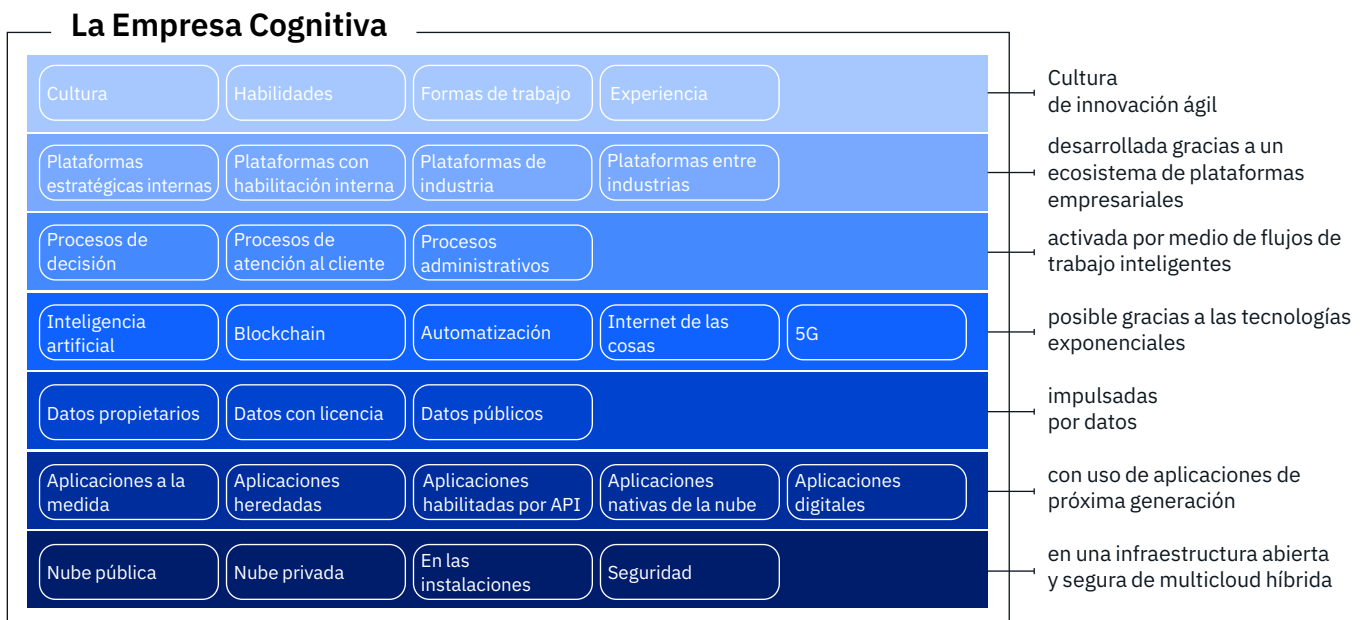 La Empresa Cognitiva
Cultura
Habilidades
Formas de trabajo
Experiencia
Cultura
de innovación ágil
Plataformas
estratégicas internas
Plataformas con
habilitación interna
Plataformas de
industria
Plataformas entre
industrias
desarrollada gracias a un
ecosistema de plataformas
empresariales
Procesos de
decisión
Procesos de
atención al cliente
Procesos
administrativos
activada por medio de flujos de
trabajo inteligentes
Inteligencia
artificial
Blockchain
Automatización
Internet de las
cosas
5G
posible gracias a las tecnologías
exponenciales
Datos propietarios
Datos con licencia
Datos públicos
impulsadas
por datos
Aplicaciones a la
medida
Aplicaciones
heredadas
Aplicaciones
habilitadas por API
Aplicaciones
nativas de la nube
Aplicaciones
digitales
con uso de aplicaciones de
próxima generación
Nube pública
Nube privada
En las
instalaciones
Seguridad
en una infraestructura abierta
y segura de multicloud híbrida